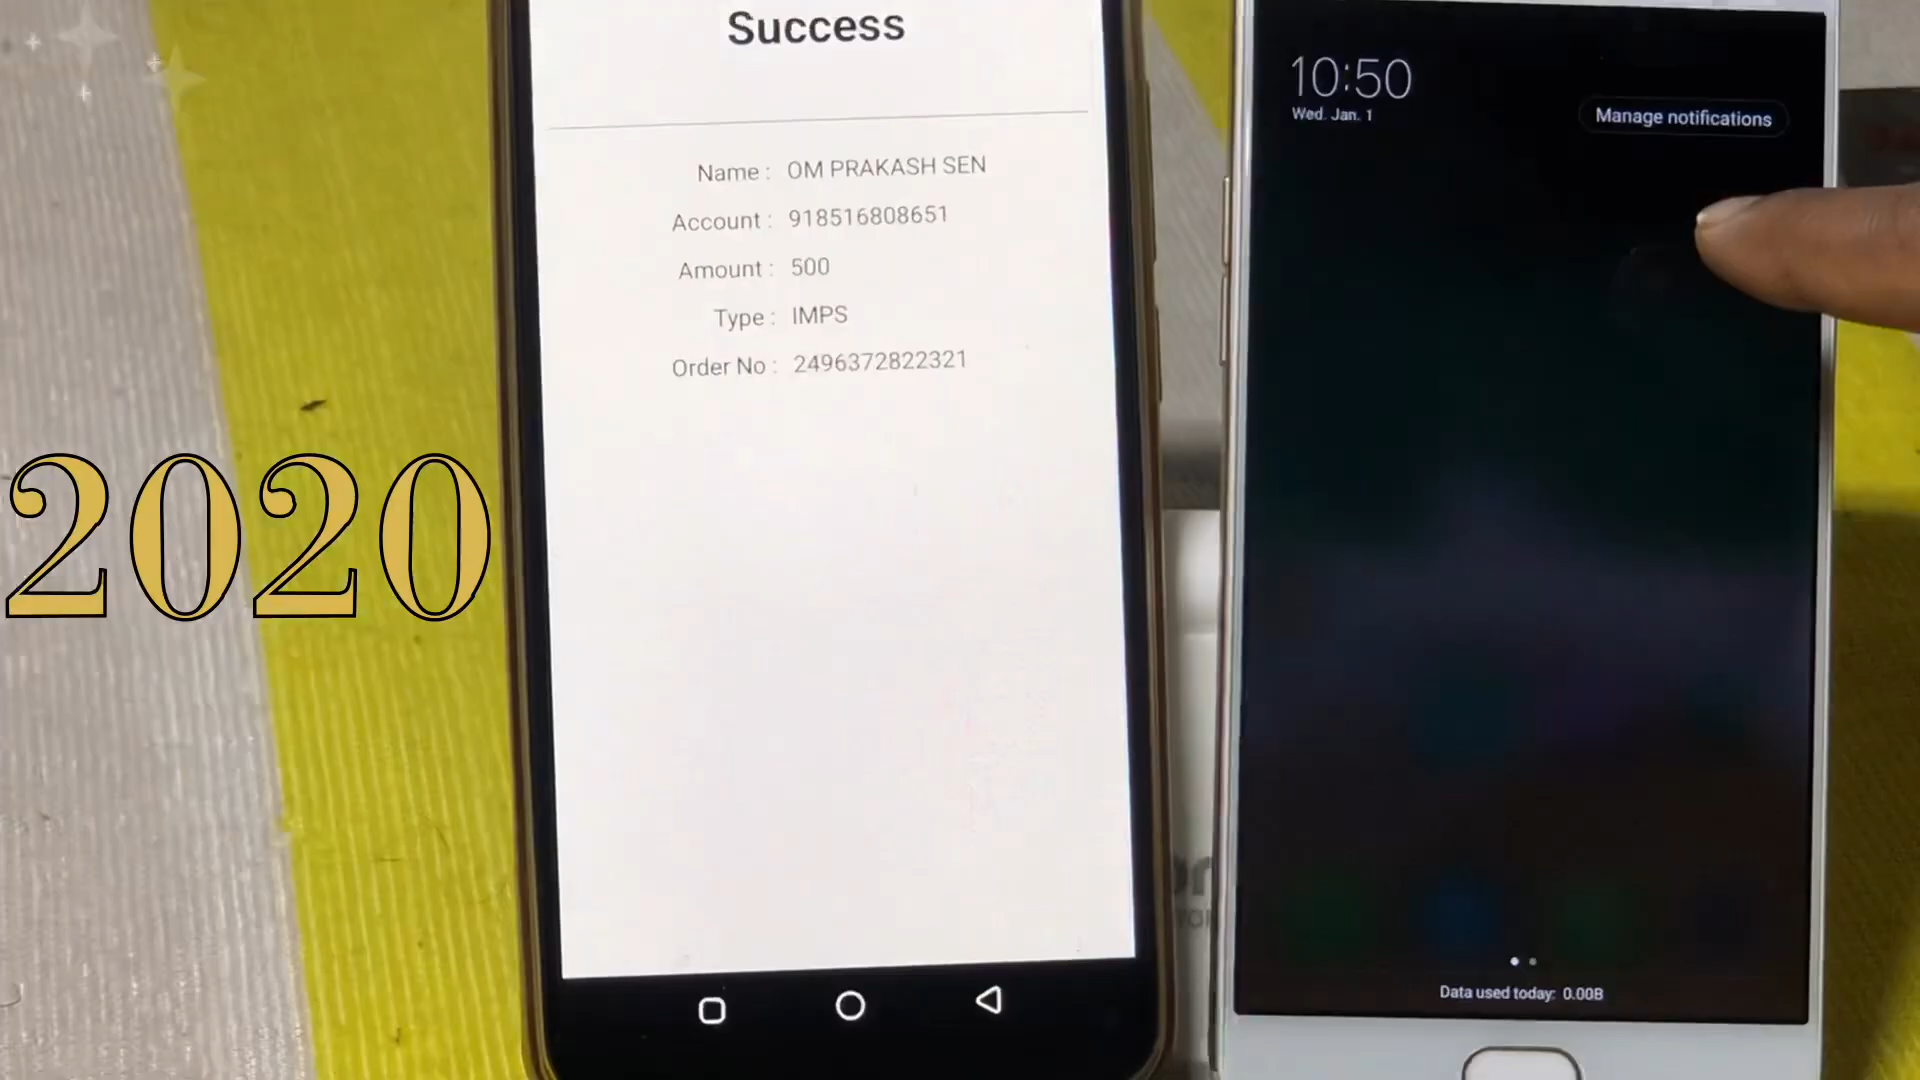 Success
Name : OM PRAKASH SEN
Account : 918516808651
Amount : 500
Type : IMPS
Order No : 2496372822321
10:50
Wed. Jan. 1
Manage notifications
Data used today: 0.00B
2020